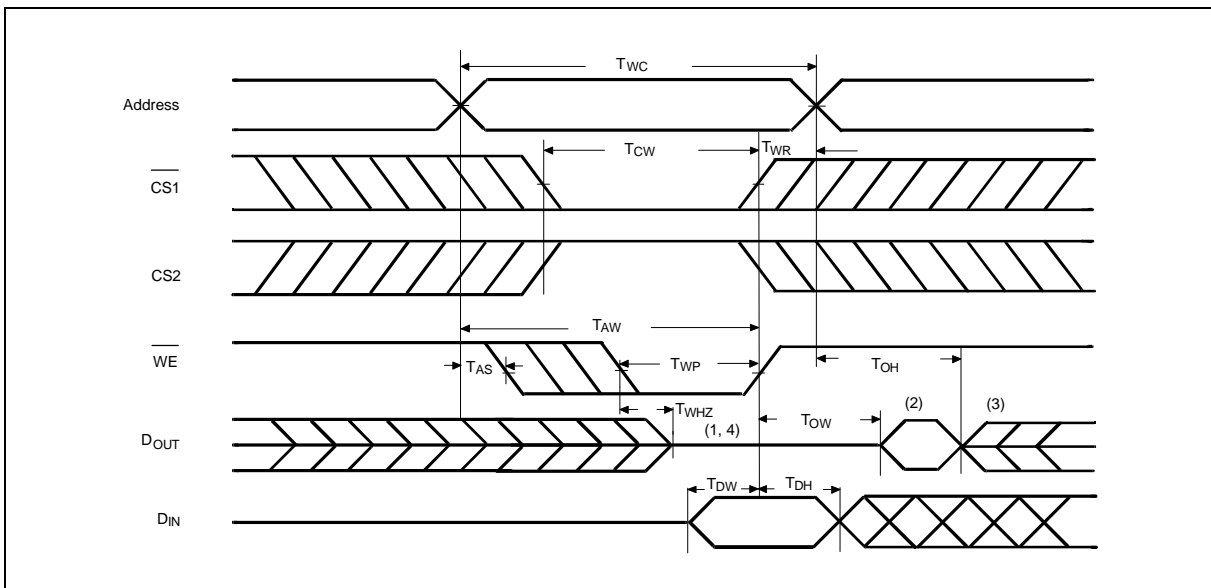 TWC
Address
TCW
TWR
CS1
CS2
TAW
WE
TAS
TWP
TOH
TWHZ
(1, 4)
TOW
(2)
(3)
DOUT
TDW
TDH
DIN